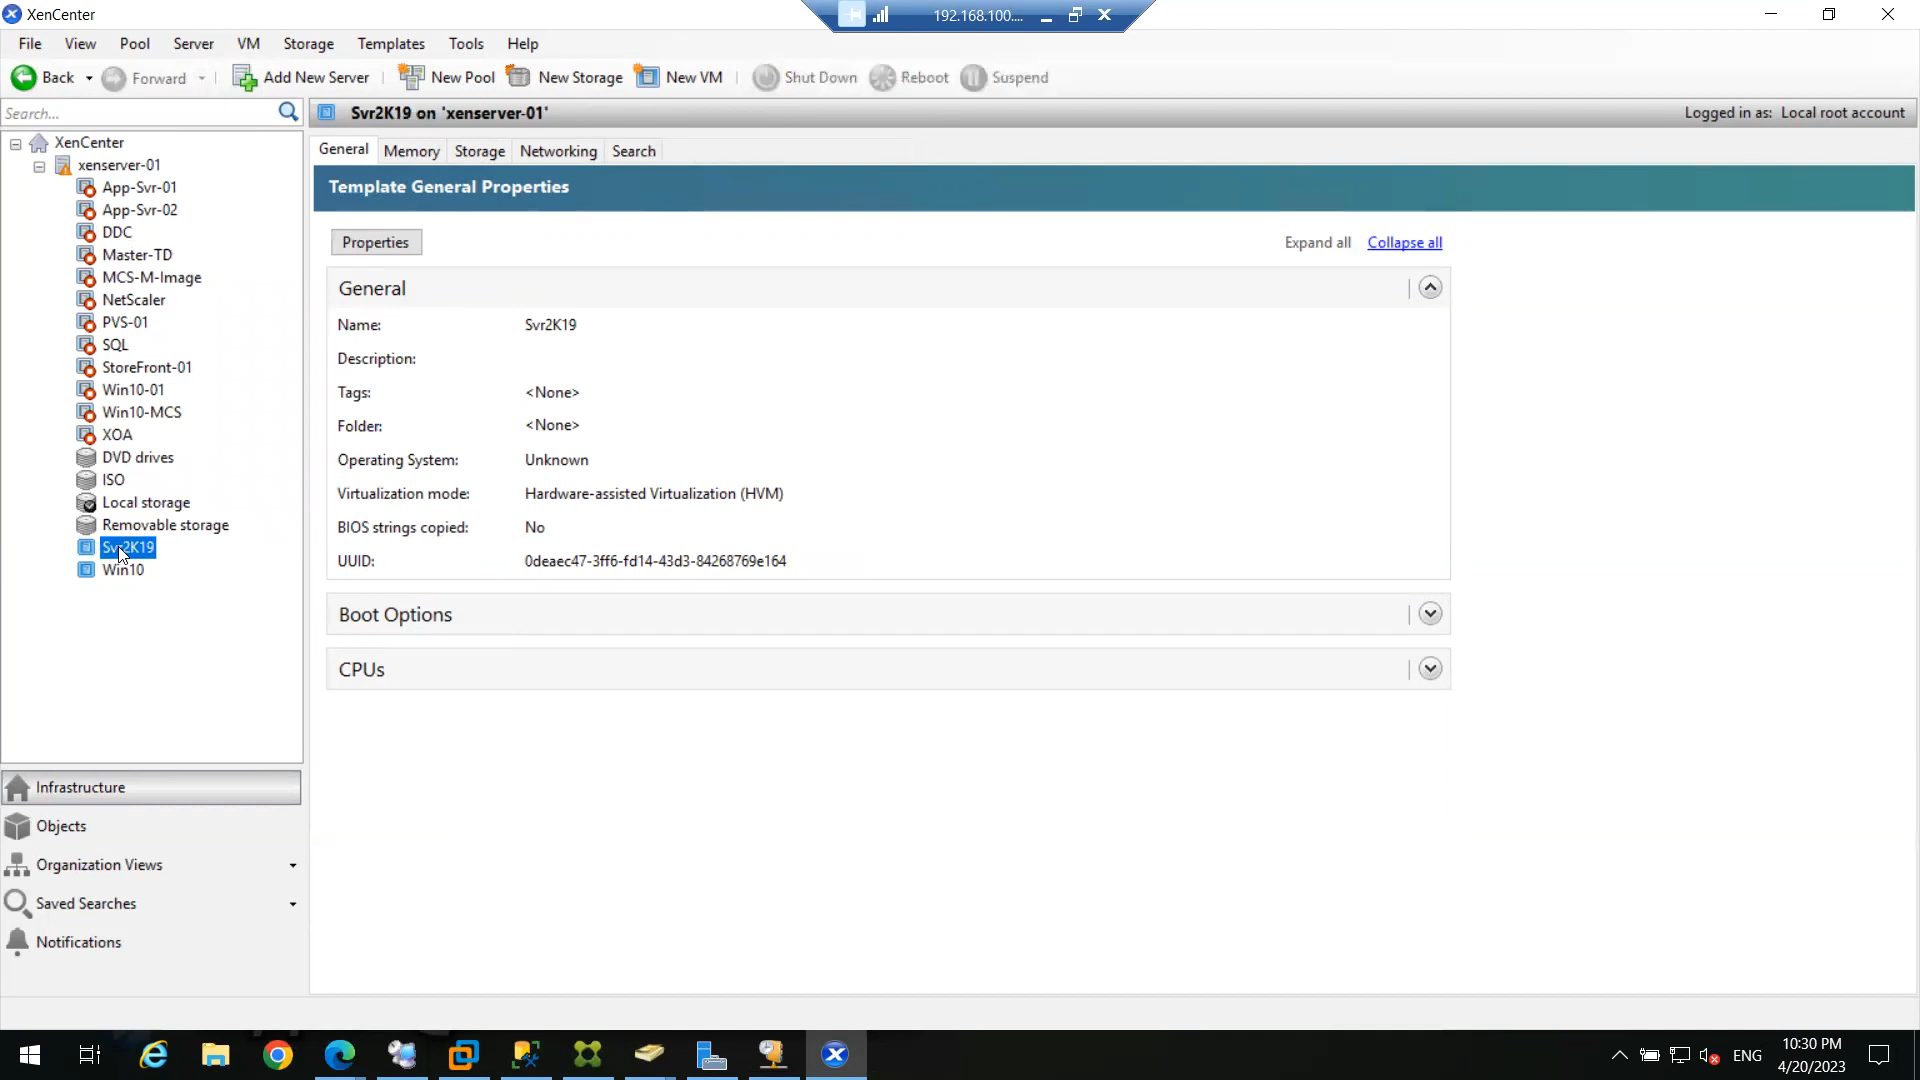 XenCenter
192.168.100....
File View Pool Server VM Storage Templates Tools Help
Back Forward Add New Server New Pool New Storage New VM Shut Down Reboot Suspend
Search...
Svr2K19 on 'xenserver-01'
Logged in as: Local root account
XenCenter
xenserver-01
App-Svr-01
App-Svr-02
DDC
Master-TD
MCS-M-Image
NetScaler
PVS-01
SQL
StoreFront-01
Win10-01
Win10-MCS
XOA
DVD drives
ISO
Local storage
Removable storage
Svr2K19
Win10
Infrastructure
Objects
Organization Views
Saved Searches
Notifications
General Memory Storage Networking Search
Template General Properties
Properties
Expand all Collapse all
General
Name: Svr2K19
Description:
Tags: <None>
Folder: <None>
Operating System: Unknown
Virtualization mode: Hardware-assisted Virtualization (HVM)
BIOS strings copied: No
UUID: 0deaec47-3ff6-fd14-43d3-84268769e164
Boot Options
CPUs
ENG
10:30 PM
4/20/2023